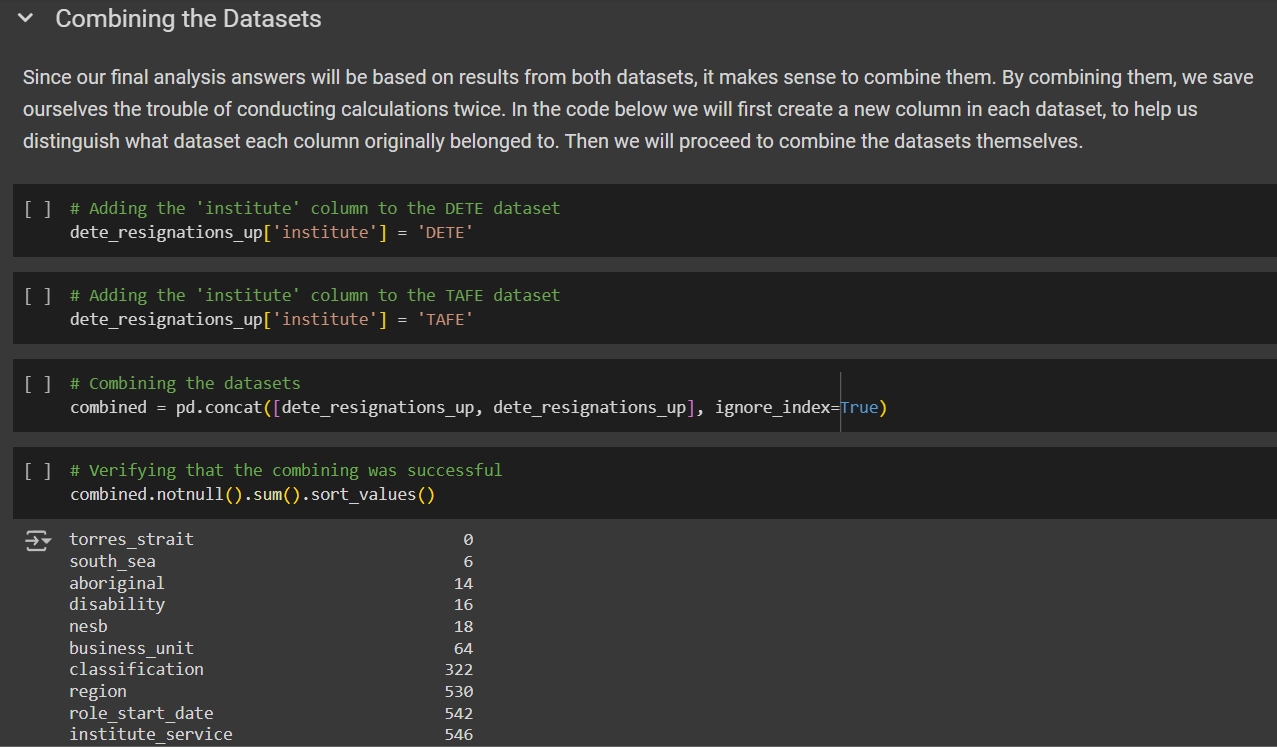 Combining the Datasets
Since our final analysis answers will be based on results from both datasets, it makes sense to combine them. By combining them, we save
ourselves the trouble of conducting calculations twice. In the code below we will first create a new column in each dataset, to help us
distinguish what dataset each column originally belonged to. Then we will proceed to combine the datasets themselves.
[ ] # Adding the 'institute' column to the DETE dataset
dete_resignations_up['institute'] = 'DETE'
[ ] # Adding the 'institute' column to the TAFE dataset
dete_resignations_up['institute'] = 'TAFE'
[ ] # Combining the datasets
combined = pd.concat([dete_resignations_up, dete_resignations_up], ignore_index=True)
[ ] # Verifying that the combining was successful
combined.notnull().sum().sort_values()
torres_strait 0
south_sea 6
aboriginal 14
disability 16
nesb 18
business_unit 64
classification 322
region 530
role_start_date 542
institute_service 546